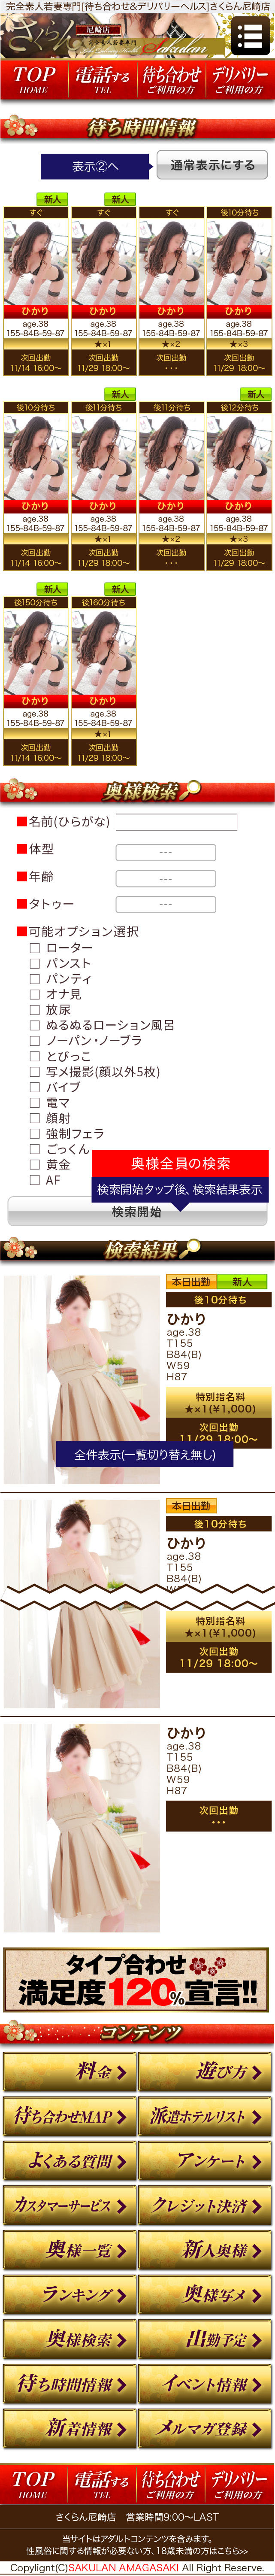 完全素人若妻専門[待ち合わせ&デリバリーヘルス]さくらん尼崎店
さくらん 尼崎店
完全素人若妻専門 Sakulan
TOP 電話する 待ち合わせ デリバリー
HOME TEL ご利用の方 ご利用の方
待ち時間情報
表示②へ 通常表示にする
新人 新人
すぐ すぐ すぐ 後10分待ち
ひかり ひかり ひかり ひかり
age.38 age.38 age.38 age.38
155-84B-59-87 155-84B-59-87 155-84B-59-87 155-84B-59-87
★×1 ★×2 ★×3
次回出勤 次回出勤 次回出勤 次回出勤
11/14 16:00～ 11/29 18:00～ ・・・ 11/29 18:00～
新人 新人
後10分待ち 後11分待ち 後11分待ち 後12分待ち
ひかり ひかり ひかり ひかり
age.38 age.38 age.38 age.38
155-84B-59-87 155-84B-59-87 155-84B-59-87 155-84B-59-87
★×1 ★×2 ★×3
次回出勤 次回出勤 次回出勤 次回出勤
11/14 16:00～ 11/29 18:00～ ・・・ 11/29 18:00～
新人 新人
後150分待ち 後160分待ち
ひかり ひかり
age.38 age.38
155-84B-59-87 155-84B-59-87
★×1
次回出勤 次回出勤
11/14 16:00～ 11/29 18:00～
奥様検索
■名前(ひらがな)
■体型 ---
■年齢 ---
■タトゥー ---
■可能オプション選択
□ ローター
□ パンスト
□ パンティ
□ オナ見
□ 放尿
□ ぬるぬるローション風呂
□ ノーパン・ノーブラ
□ とびっこ
□ 写メ撮影(顔以外5枚)
□ バイブ
□ 電マ
□ 顔射
□ 強制フェラ
□ ごっくん
□ 黄金
□ AF
奥様全員の検索
検索開始タップ後、検索結果表示
検索開始
検索結果
本日出勤 新人
後10分待ち
ひかり
age.38
T155
B84(B)
W59
H87
特別指名料
★×1(¥1,000)
次回出勤
11/29 18:00～
全件表示(一覧切り替え無し)
本日出勤
後10分待ち
ひかり
age.38
T155
B84(B)
特別指名料
★×1(¥1,000)
次回出勤
11/29 18:00～
ひかり
age.38
T155
B84(B)
W59
H87
次回出勤
・・・
タイプ合わせ
満足度120%宣言!!
コンテンツ
料金 遊び方
待ち合わせMAP 派遣ホテルリスト
よくある質問 アンケート
カスタマーサービス クレジット決済
奥様一覧 新人奥様
ランキング 奥様写メ
奥様検索 出勤予定
待ち時間情報 イベント情報
新着情報 メルマガ登録
TOP 電話する 待ち合わせ デリバリー
HOME TEL ご利用の方 ご利用の方
さくらん尼崎店 営業時間9:00～LAST
当サイトはアダルトコンテンツを含みます。
性風俗に関する情報が必要ない方、18歳未満の方はこちら>>
Copylignt(C)SAKULAN AMAGASAKI All Right Reserve.